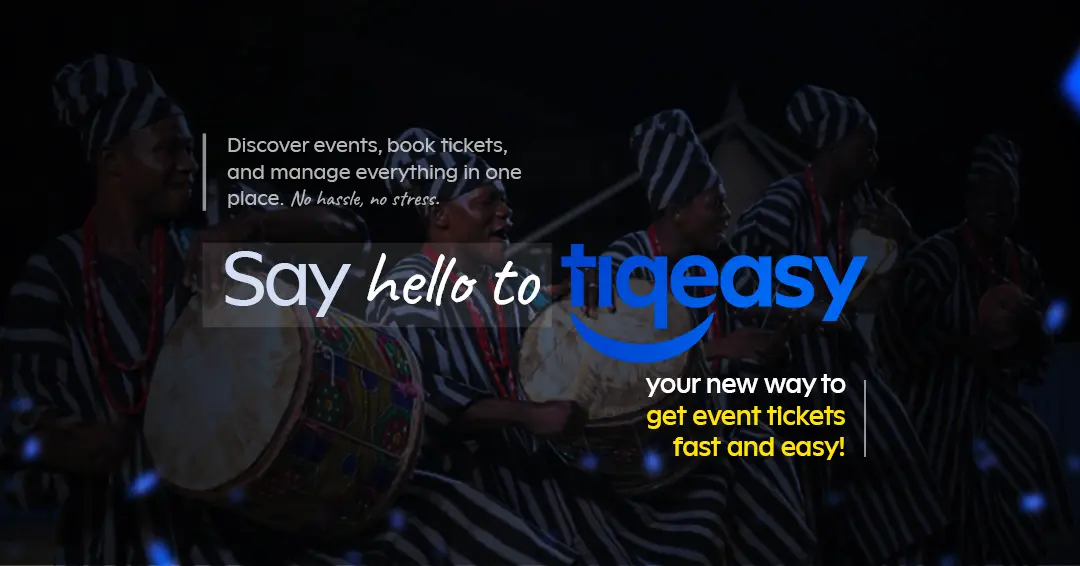 Discover events, book tickets,
and manage everything in one
place. No hassle, no stress.
Say hello to tiqeasy
your new way to
get event tickets
fast and easy!